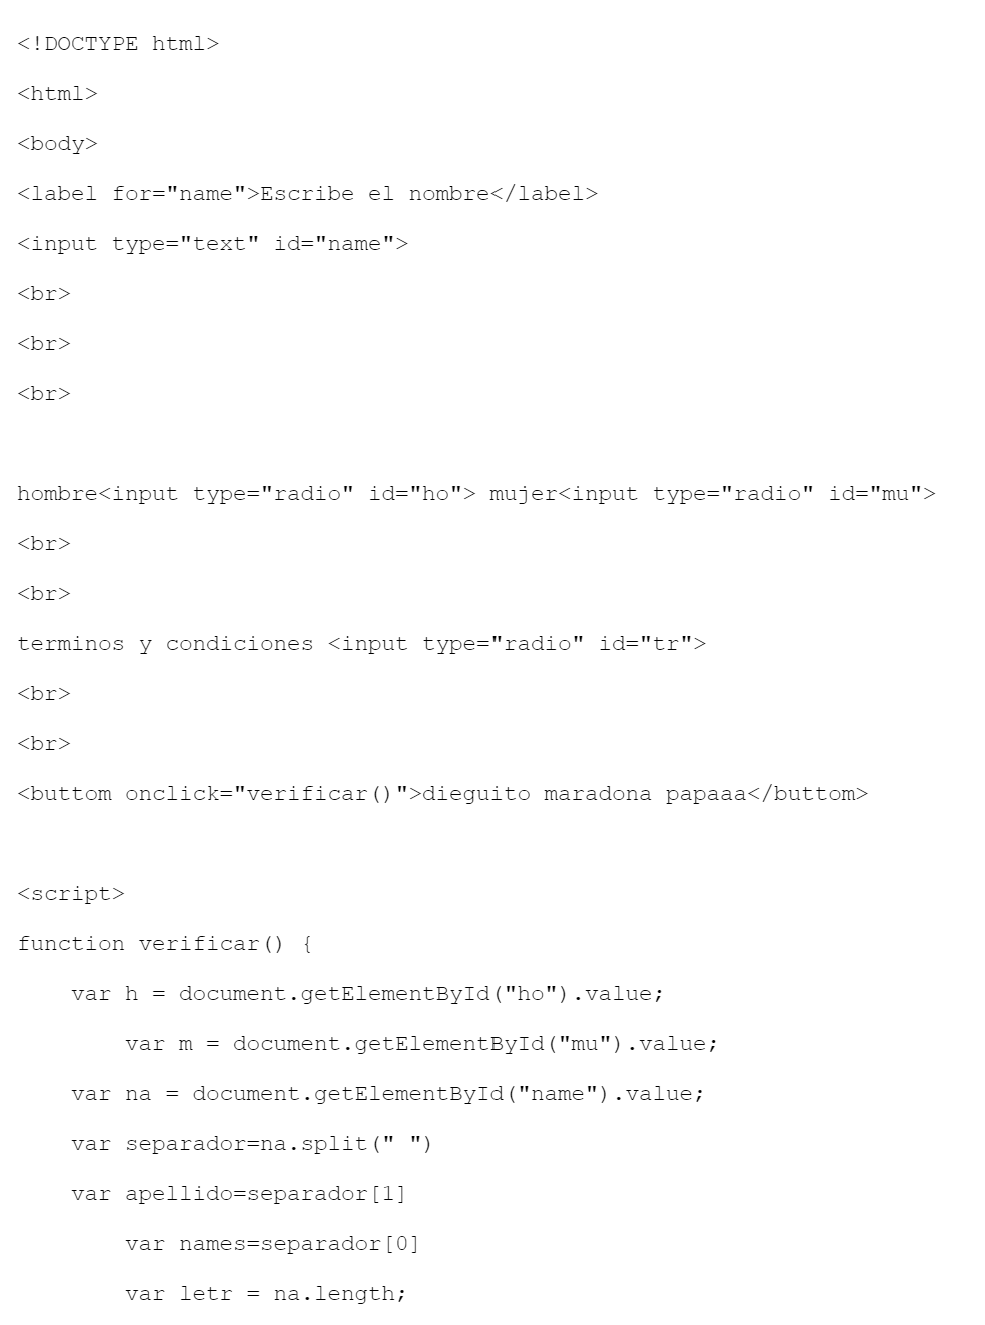 <!DOCTYPE html>
<html>
<body>
<label for="name">Escribe el nombre</label>
<input type="text" id="name">
<br>
<br>
<br>
hombre<input type="radio" id="ho"> mujer<input type="radio" id="mu">
<br>
<br>
terminos y condiciones <input type="radio" id="tr">
<br>
<br>
<buttom onclick="verificar()">dieguito maradona papaaa</buttom>
<script>
function verificar() {
    var h = document.getElementById("ho").value;
        var m = document.getElementById("mu").value;
    var na = document.getElementById("name").value;
    var separador=na.split(" ")
    var apellido=separador[1]
        var names=separador[0]
        var letr = na.length;